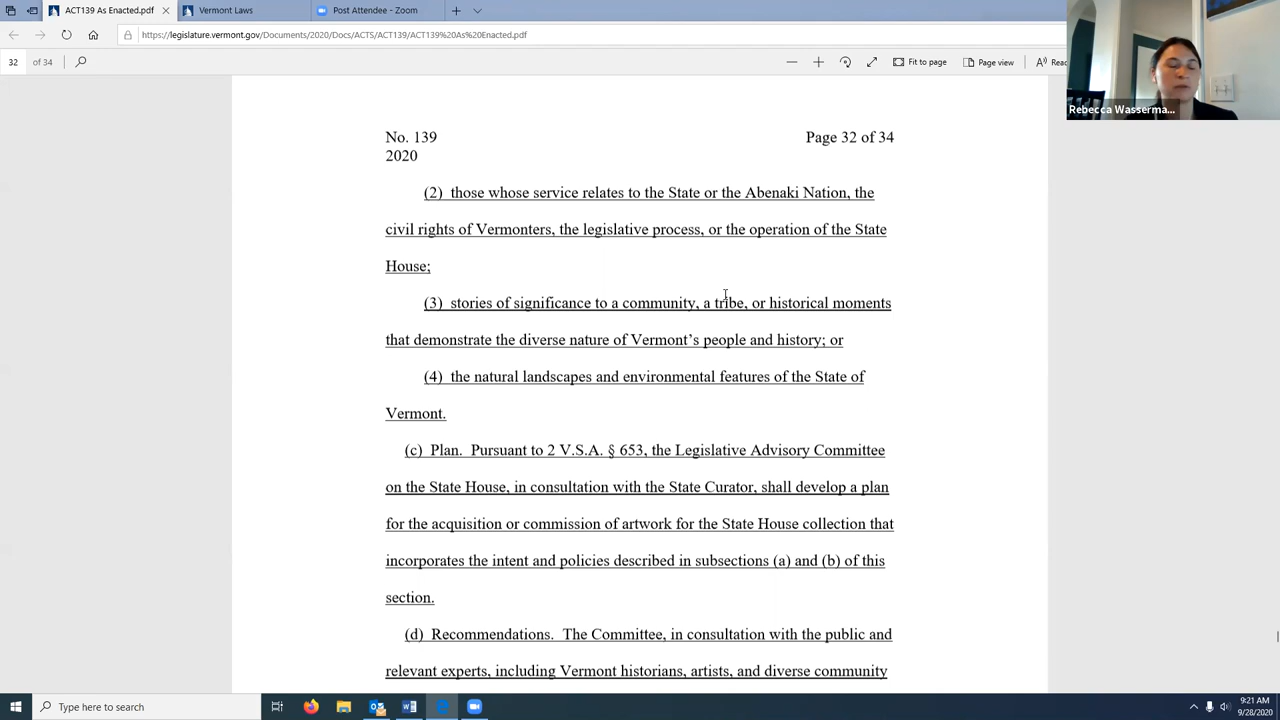 ACT139 As Enacted.pdf
Vermont Laws
Post Attendee - Zoom
https://legislature.vermont.gov/Documents/2020/Docs/ACTS/ACT139/ACT139%20As%20Enacted.pdf
32 of 34
Fit to page
Page view
Rebecca Wasserma...
No. 139 Page 32 of 34
2020
(2) those whose service relates to the State or the Abenaki Nation, the
civil rights of Vermonters, the legislative process, or the operation of the State
House;
(3) stories of significance to a community, a tribe, or historical moments
that demonstrate the diverse nature of Vermont’s people and history; or
(4) the natural landscapes and environmental features of the State of
Vermont.
(c) Plan. Pursuant to 2 V.S.A. § 653, the Legislative Advisory Committee
on the State House, in consultation with the State Curator, shall develop a plan
for the acquisition or commission of artwork for the State House collection that
incorporates the intent and policies described in subsections (a) and (b) of this
section.
(d) Recommendations. The Committee, in consultation with the public and
relevant experts, including Vermont historians, artists, and diverse community
Type here to search
9:21 AM
9/28/2020